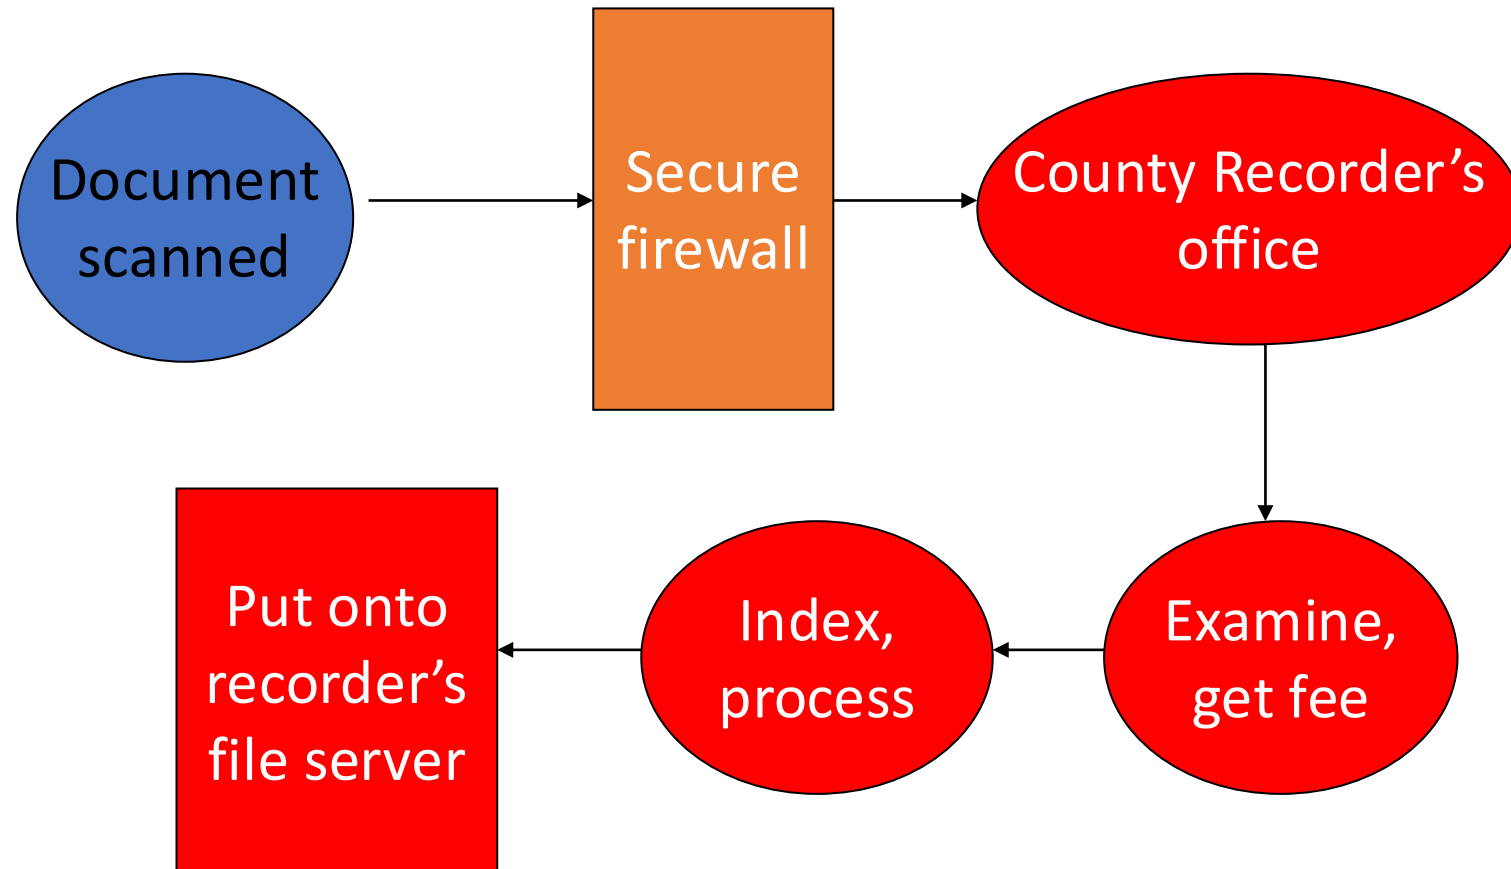 Document
scanned
Secure
firewall
County Recorder’s
office
Examine,
get fee
Index,
process
Put onto
recorder’s
file server